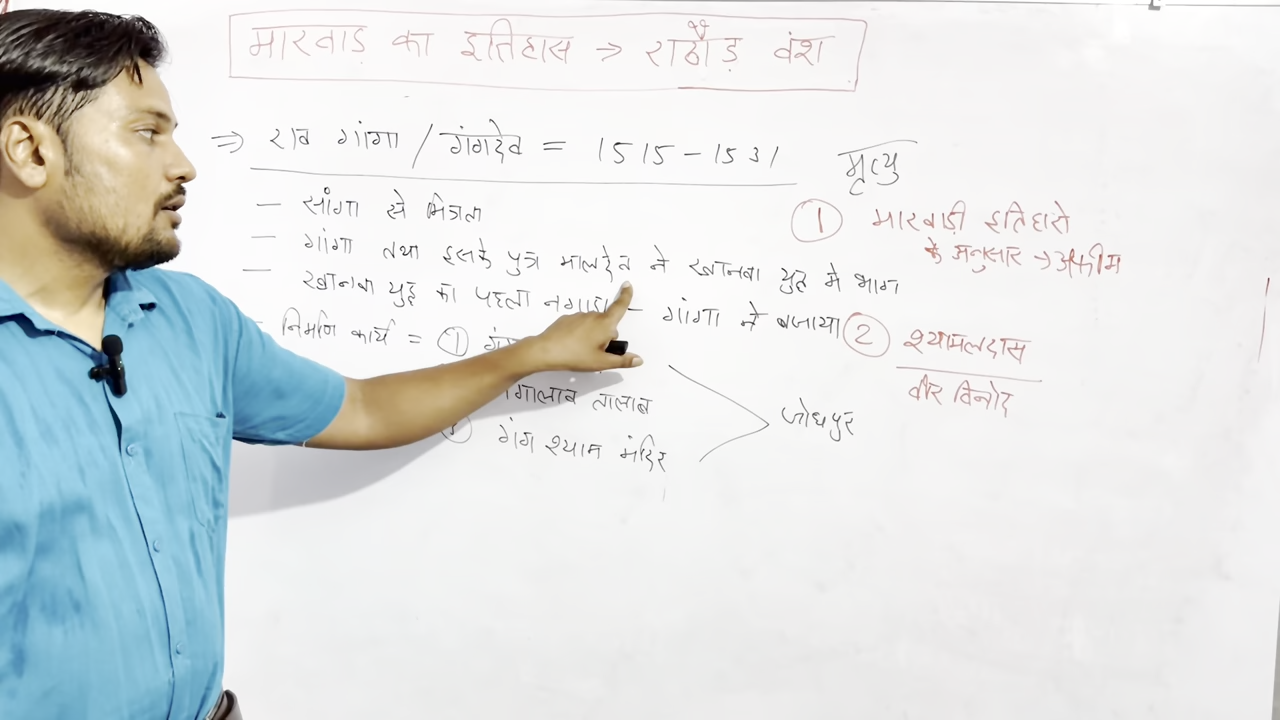 मारवाड़ का इतिहास → राठौड़ वंश
⇒ राव गांगा / गंगदेव = 1515 - 1531
- सांगा से मित्रता
- गांगा तथा इसके पुत्र मालदेव ने खानवा युद्ध मे भाग
- खानवा युद्ध का पहला नगाड़ा - गांगा ने बजाया
- निर्माण कार्य = ①
गालाव तालाब
गंग श्याम मंदिर
जोधपुर
मृत्यु
① मारवाड़ी इतिहासे
के अनुसार → अफीम
② श्यामलदास
वीर विनोद